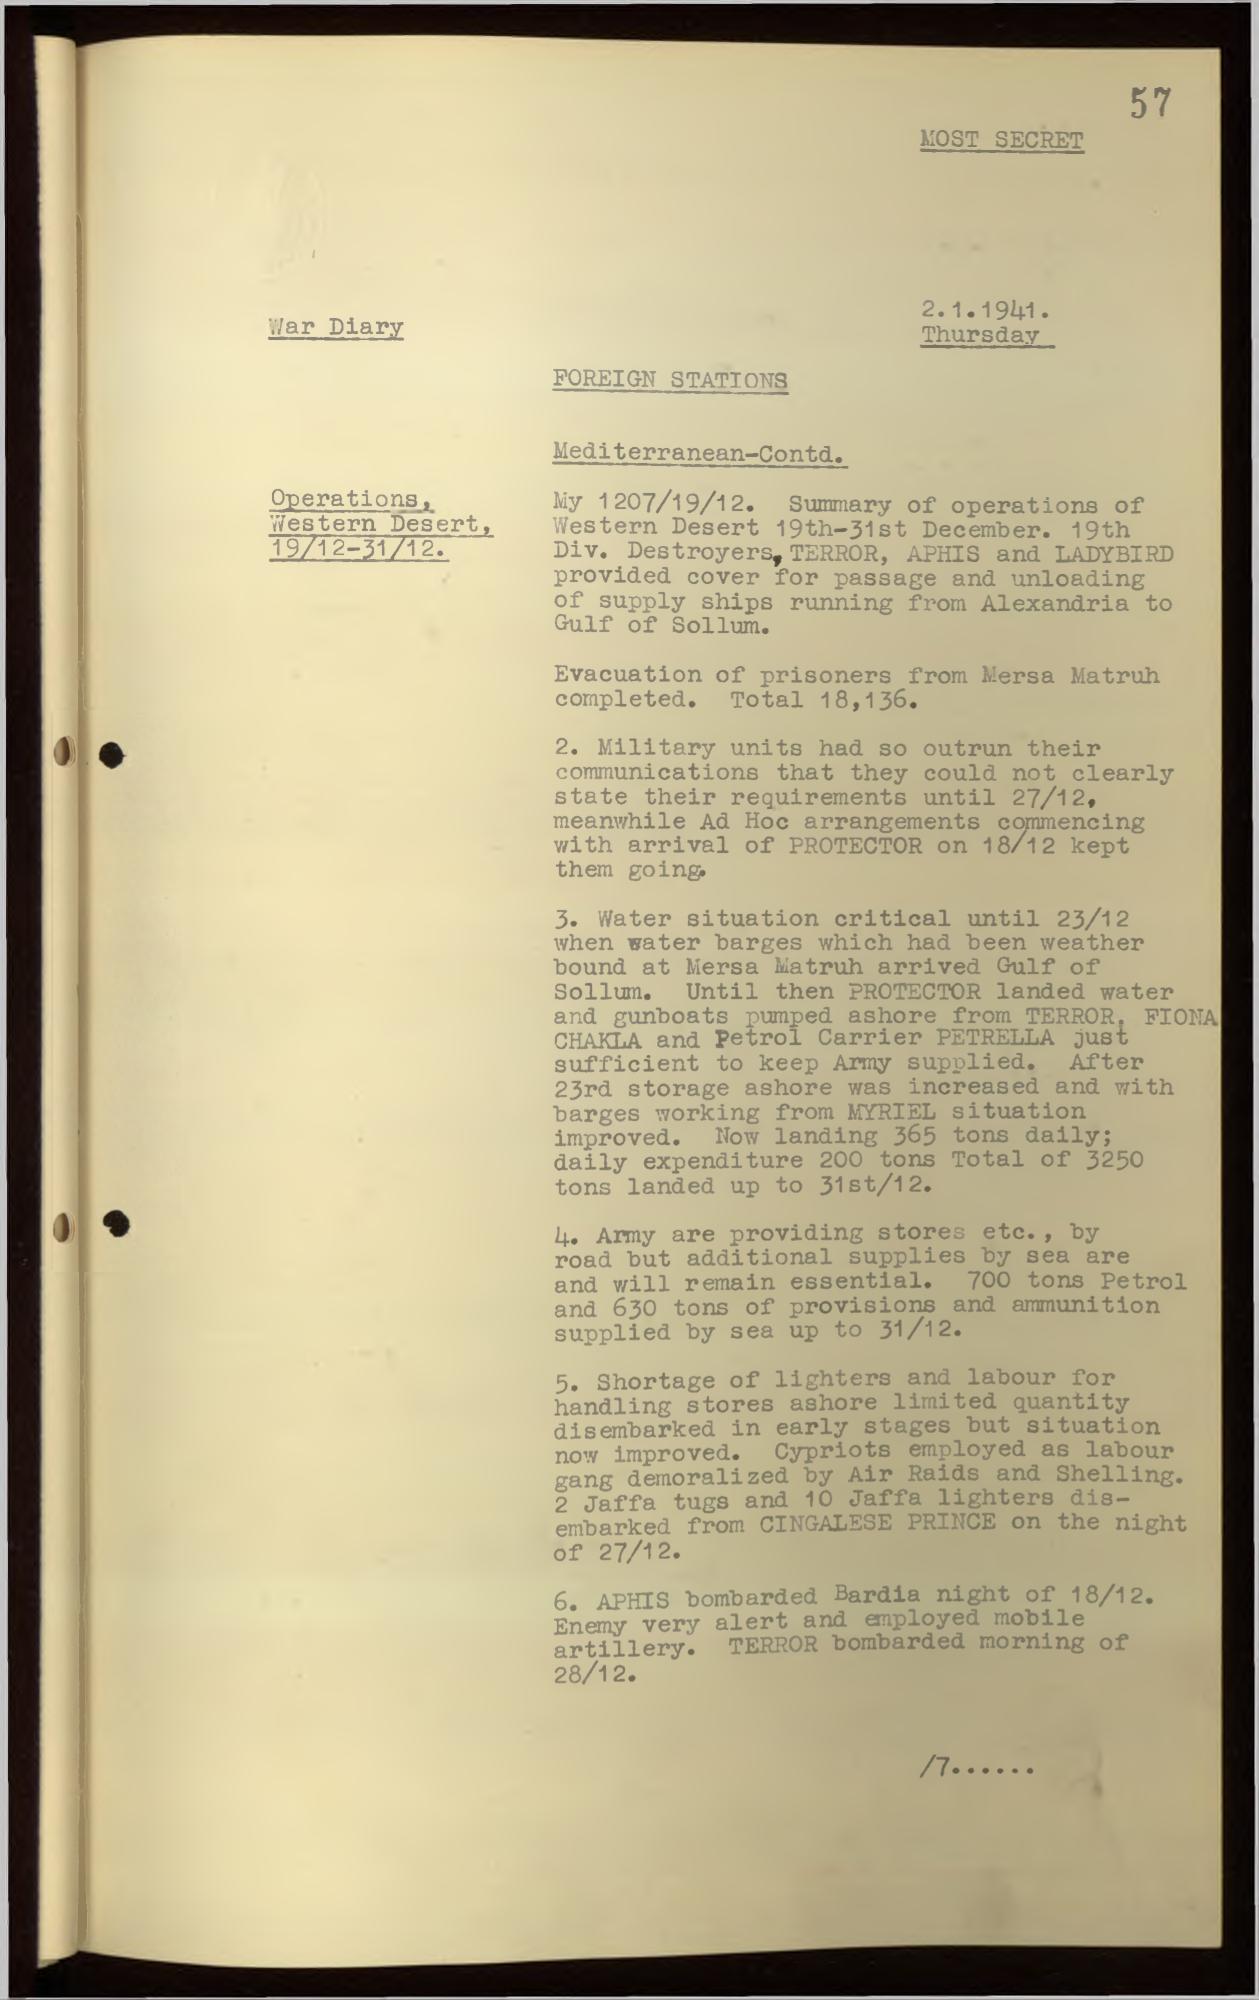 57
MOST SECRET
War Diary
2.1.1941.
Thursday
FOREIGN STATIONS
Mediterranean-Contd.
Operations,
Western Desert,
19/12-31/12.
My 1207/19/12. Summary of operations of
Western Desert 19th-31st December. 19th
Div. Destroyers, TERROR, APHIS and LADYBIRD
provided cover for passage and unloading
of supply ships running from Alexandria to
Gulf of Sollum.
Evacuation of prisoners from Mersa Matruh
completed. Total 18,136.
2. Military units had so outrun their
communications that they could not clearly
state their requirements until 27/12,
meanwhile Ad Hoc arrangements commencing
with arrival of PROTECTOR on 18/12 kept
them going.
3. Water situation critical until 23/12
when water barges which had been weather
bound at Mersa Matruh arrived Gulf of
Sollum. Until then PROTECTOR landed water
and gunboats pumped ashore from TERROR, FIONA
CHAKLA and Petrol Carrier PETRELLA just
sufficient to keep Army supplied. After
23rd storage ashore was increased and with
barges working from MYRIEL situation
improved. Now landing 365 tons daily;
daily expenditure 200 tons Total of 3250
tons landed up to 31st/12.
4. Army are providing stores etc., by
road but additional supplies by sea are
and will remain essential. 700 tons Petrol
and 630 tons of provisions and ammunition
supplied by sea up to 31/12.
5. Shortage of lighters and labour for
handling stores ashore limited quantity
disembarked in early stages but situation
now improved. Cypriots employed as labour
gang demoralized by Air Raids and Shelling.
2 Jaffa tugs and 10 Jaffa lighters dis-
embarked from CINGALESE PRINCE on the night
of 27/12.
6. APHIS bombarded Bardia night of 18/12.
Enemy very alert and employed mobile
artillery. TERROR bombarded morning of
28/12.
/7......